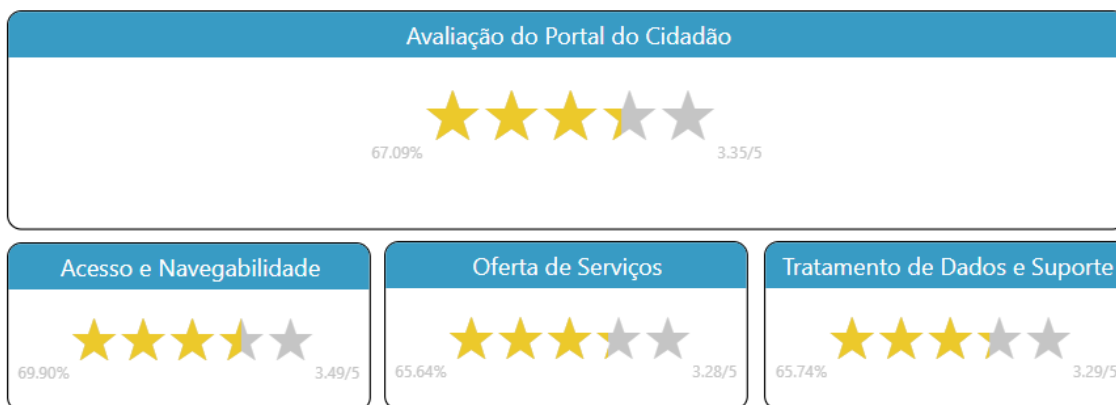 Avaliação do Portal do Cidadão
67.09% 3.35/5
Acesso e Navegabilidade
69.90% 3.49/5
Oferta de Serviços
65.64% 3.28/5
Tratamento de Dados e Suporte
65.74% 3.29/5